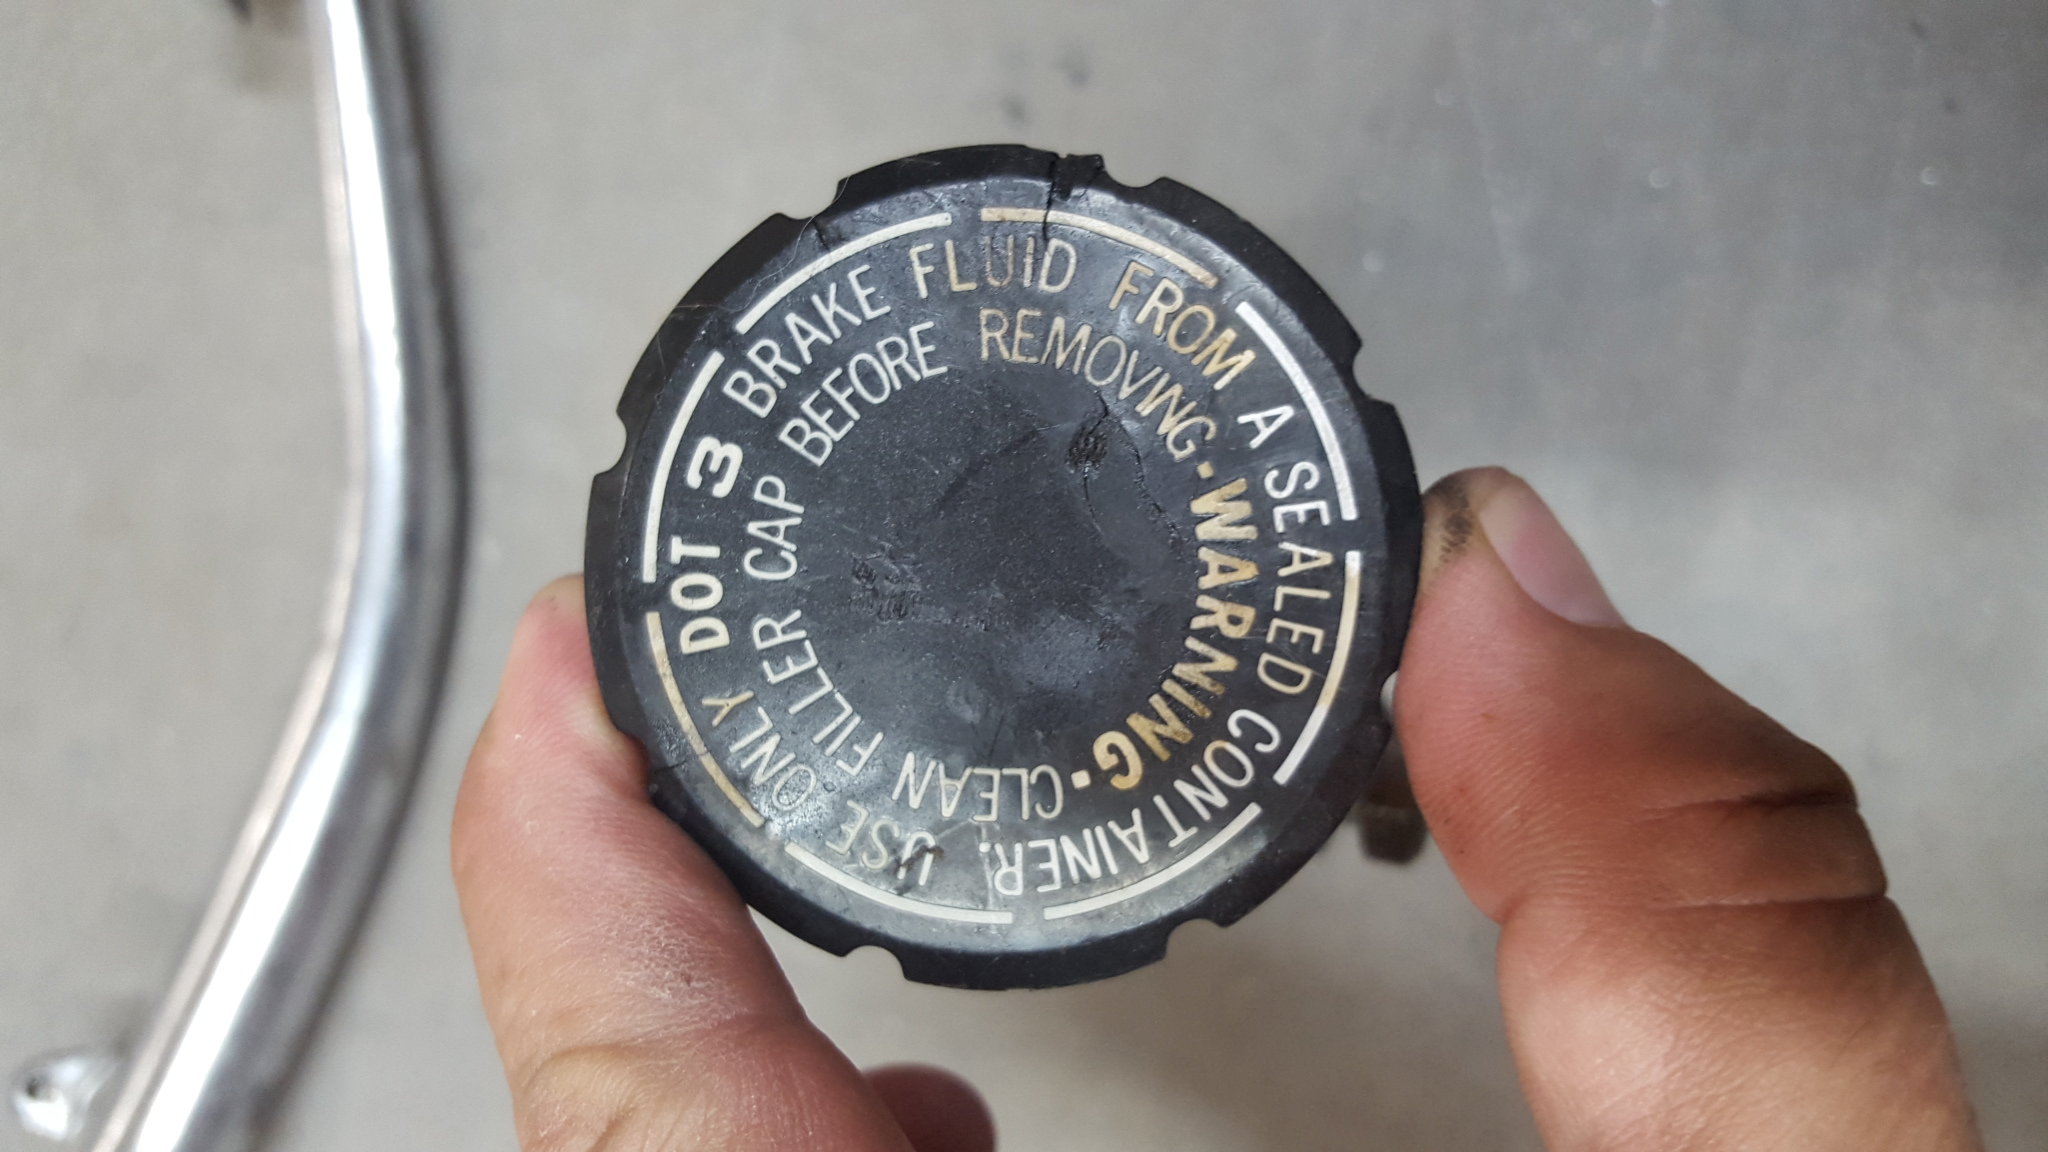 USE ONLY DOT 3 BRAKE FLUID FROM A SEALED CONTAINER.
·WARNING· CLEAN FILLER CAP BEFORE REMOVING